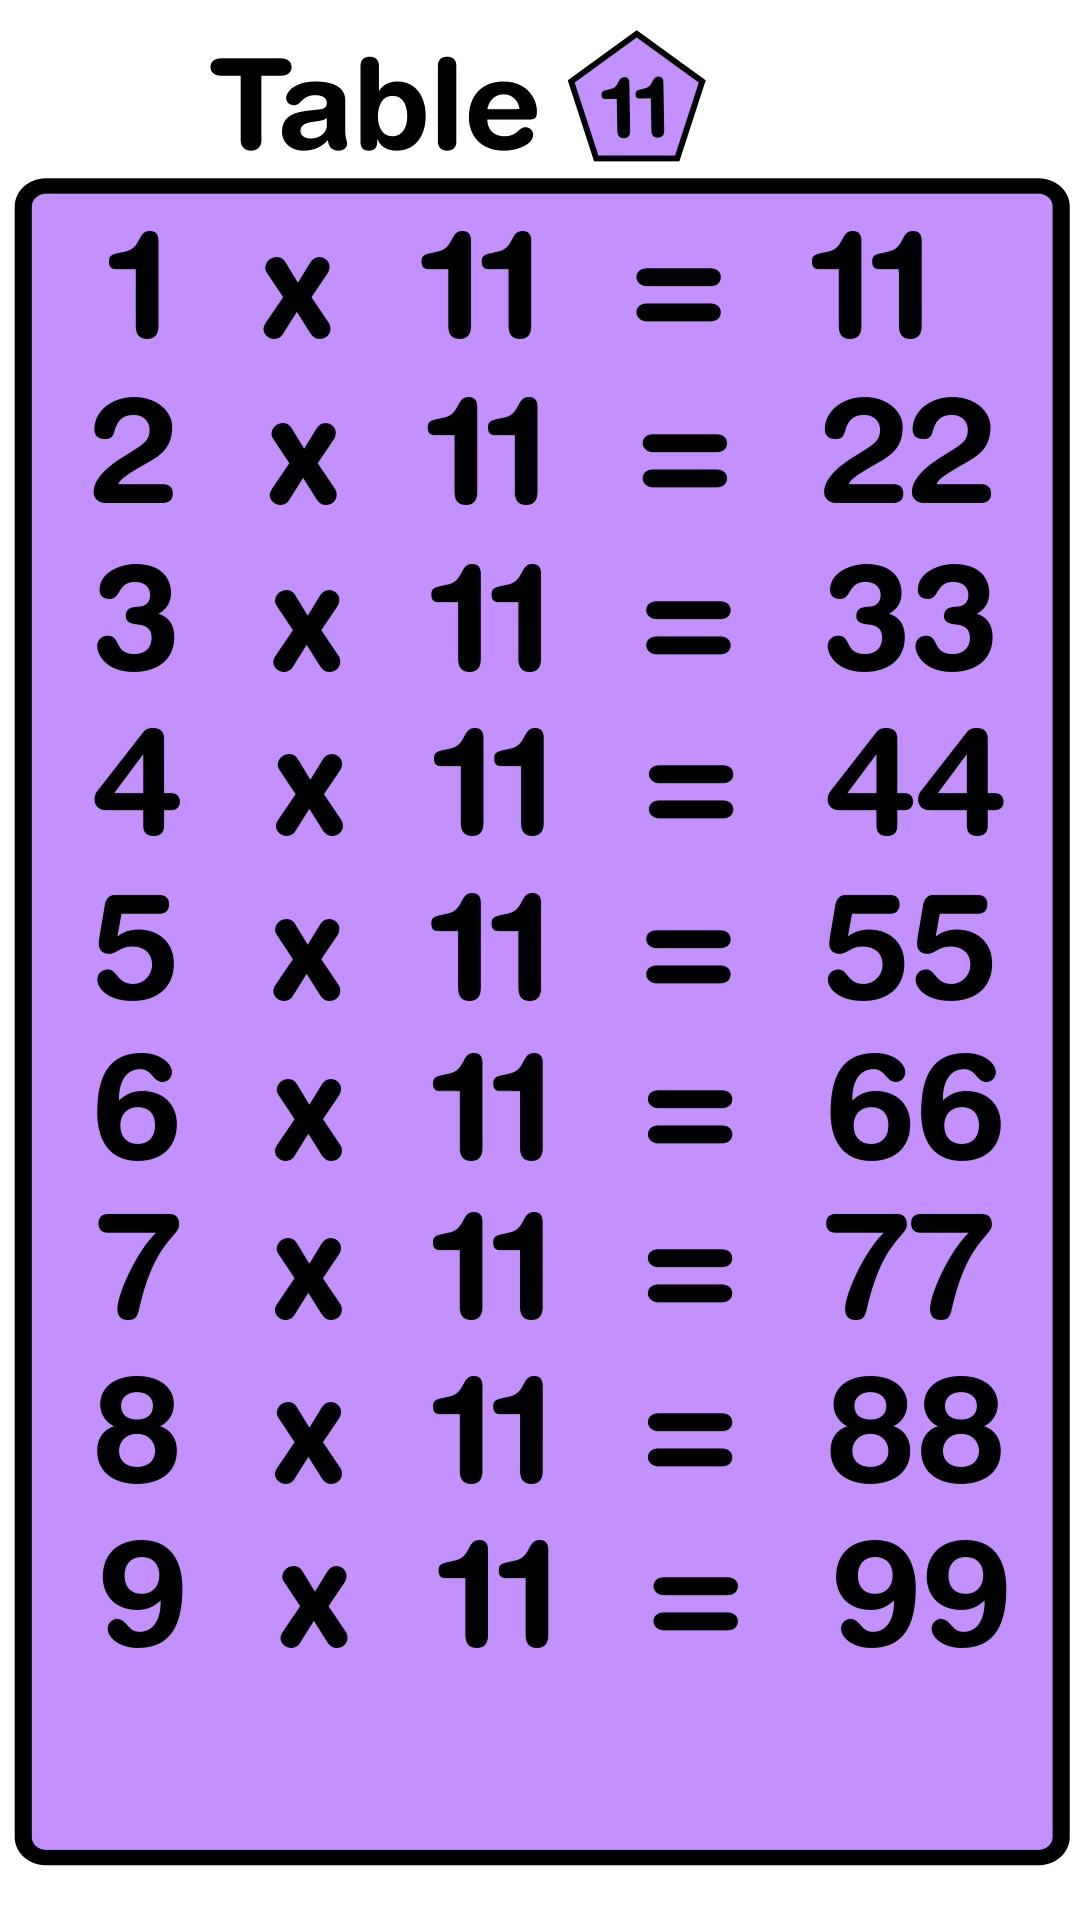 Table 11
1 x 11 = 11
2 x 11 = 22
3 x 11 = 33
4 x 11 = 44
5 x 11 = 55
6 x 11 = 66
7 x 11 = 77
8 x 11 = 88
9 x 11 = 99